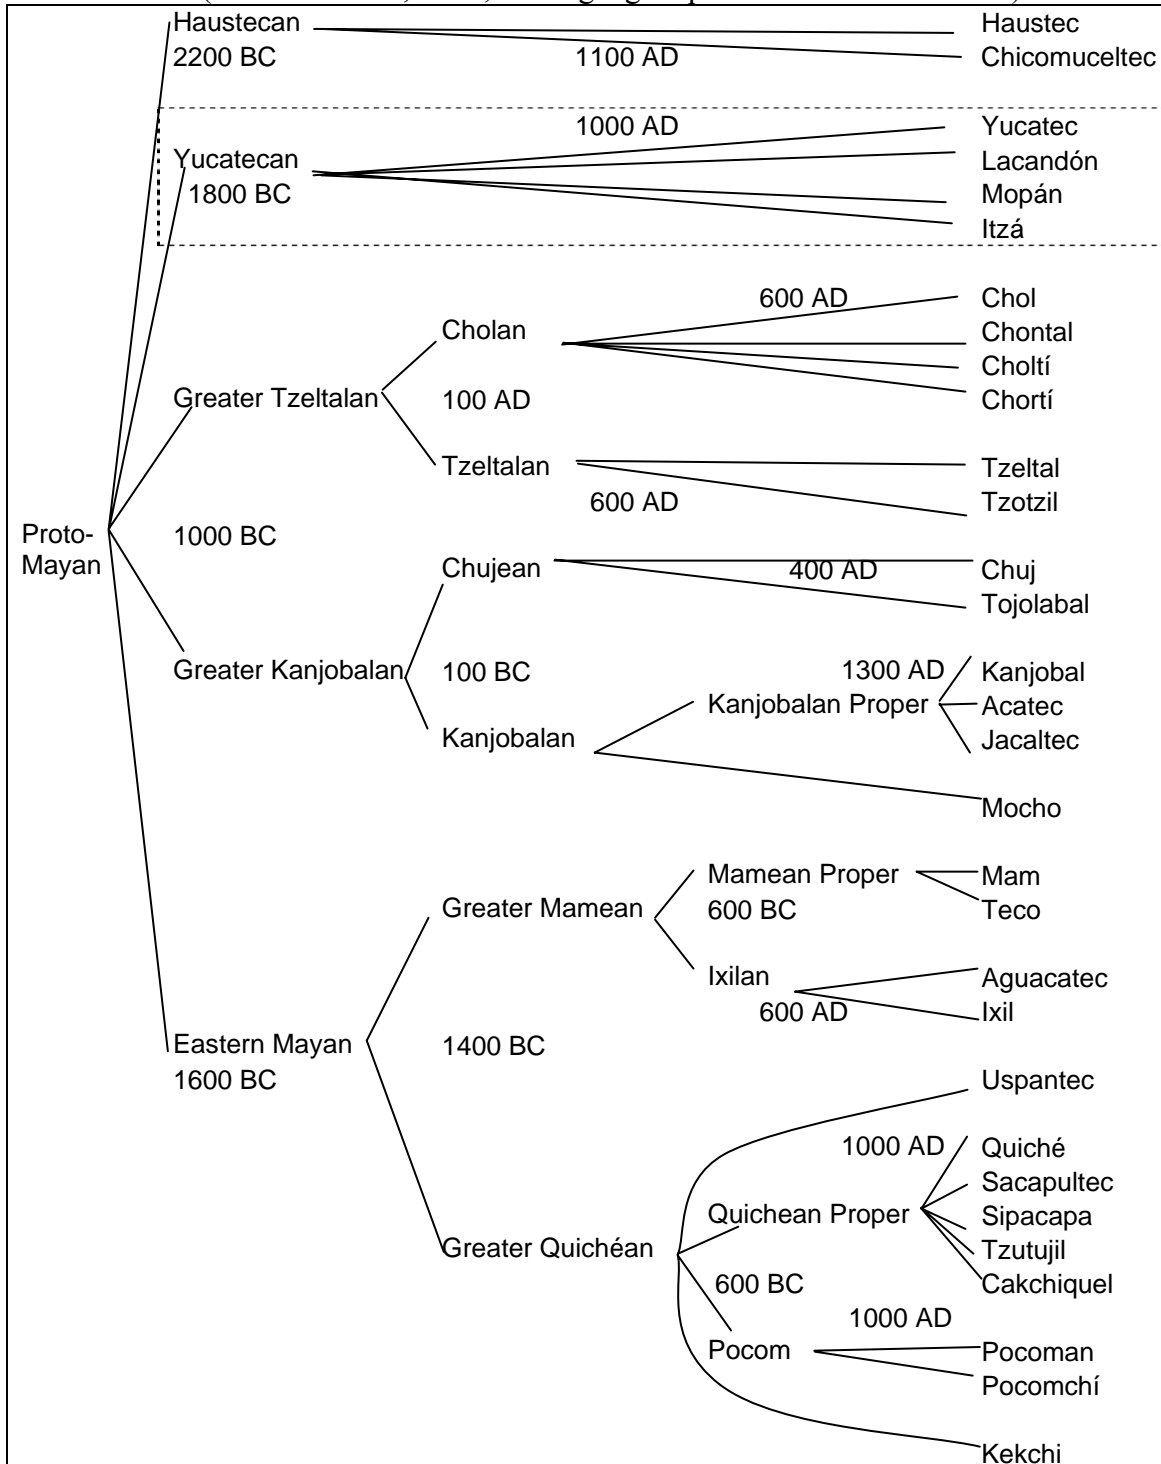 Haustecan Haustec
2200 BC 1100 AD Chicomuceltec
1000 AD Yucatec
Yucatecan Lacandón
1800 BC Mopán
Itzá
600 AD Chol
Cholan Chontal
Choltí
Greater Tzeltalan 100 AD Chortí
Tzeltalan Tzeltal
600 AD Tzotzil
Proto- 1000 BC
Mayan Chujean 400 AD Chuj
Tojolabal
Greater Kanjobalan 100 BC 1300 AD Kanjobal
Kanjobalan Proper Acatec
Kanjobalan Jacaltec
Mocho
Mamean Proper Mam
Greater Mamean 600 BC Teco
Ixilan Aguacatec
600 AD Ixil
Eastern Mayan 1400 BC
1600 BC Uspantec
1000 AD Quiché
Sacapultec
Quichean Proper Sipacapa
Greater Quichéan Tzutujil
600 BC Cakchiquel
1000 AD
Pocom Pocoman
Pocomchí
Kekchi